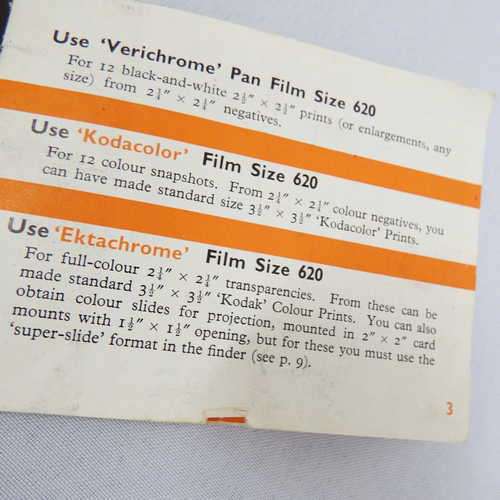 Use 'Verichrome' Pan Film Size 620
For 12 black-and-white 2½″ × 2½″ prints (or enlargements, any
size) from 2¼″ × 2¼″ negatives.
Use 'Kodacolor' Film Size 620
For 12 colour snapshots. From 2¼″ × 2¼″ colour negatives, you
can have made standard size 3½″ × 3½″ 'Kodacolor' Prints.
Use 'Ektachrome' Film Size 620
For full-colour 2¼″ × 2¼″ transparencies. From these can be
made standard 3½″ × 3½″ 'Kodak' Colour Prints. You can also
obtain colour slides for projection, mounted in 2″ × 2″ card
mounts with 1½″ × 1½″ opening, but for these you must use the
'super-slide' format in the finder (see p. 9).
3